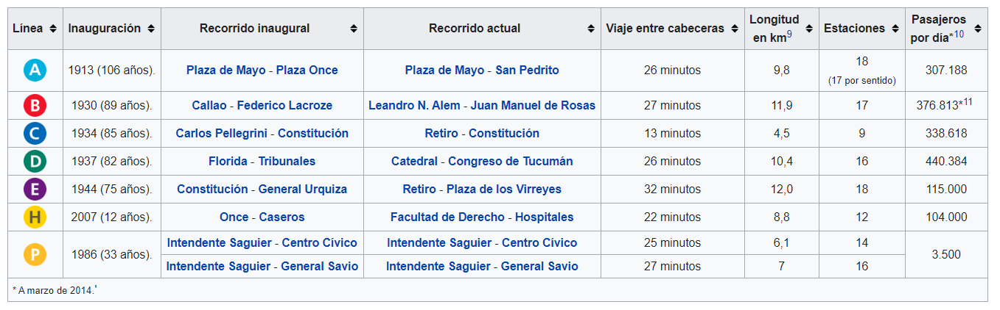 Línea Inauguración Recorrido inaugural Recorrido actual Viaje entre cabeceras Longitud en km9 Estaciones Pasajeros por día*10
A 1913 (106 años). Plaza de Mayo - Plaza Once Plaza de Mayo - San Pedrito 26 minutos 9,8 18 (17 por sentido) 307.188
B 1930 (89 años). Callao - Federico Lacroze Leandro N. Alem - Juan Manuel de Rosas 27 minutos 11,9 17 376.813*11
C 1934 (85 años). Carlos Pellegrini - Constitución Retiro - Constitución 13 minutos 4,5 9 338.618
D 1937 (82 años). Florida - Tribunales Catedral - Congreso de Tucumán 26 minutos 10,4 16 440.384
E 1944 (75 años). Constitución - General Urquiza Retiro - Plaza de los Virreyes 32 minutos 12,0 18 115.000
H 2007 (12 años). Once - Caseros Facultad de Derecho - Hospitales 22 minutos 8,8 12 104.000
P 1986 (33 años). Intendente Saguier - Centro Cívico Intendente Saguier - Centro Cívico 25 minutos 6,1 14 3.500
Intendente Saguier - General Savio Intendente Saguier - General Savio 27 minutos 7 16
* A marzo de 2014.'